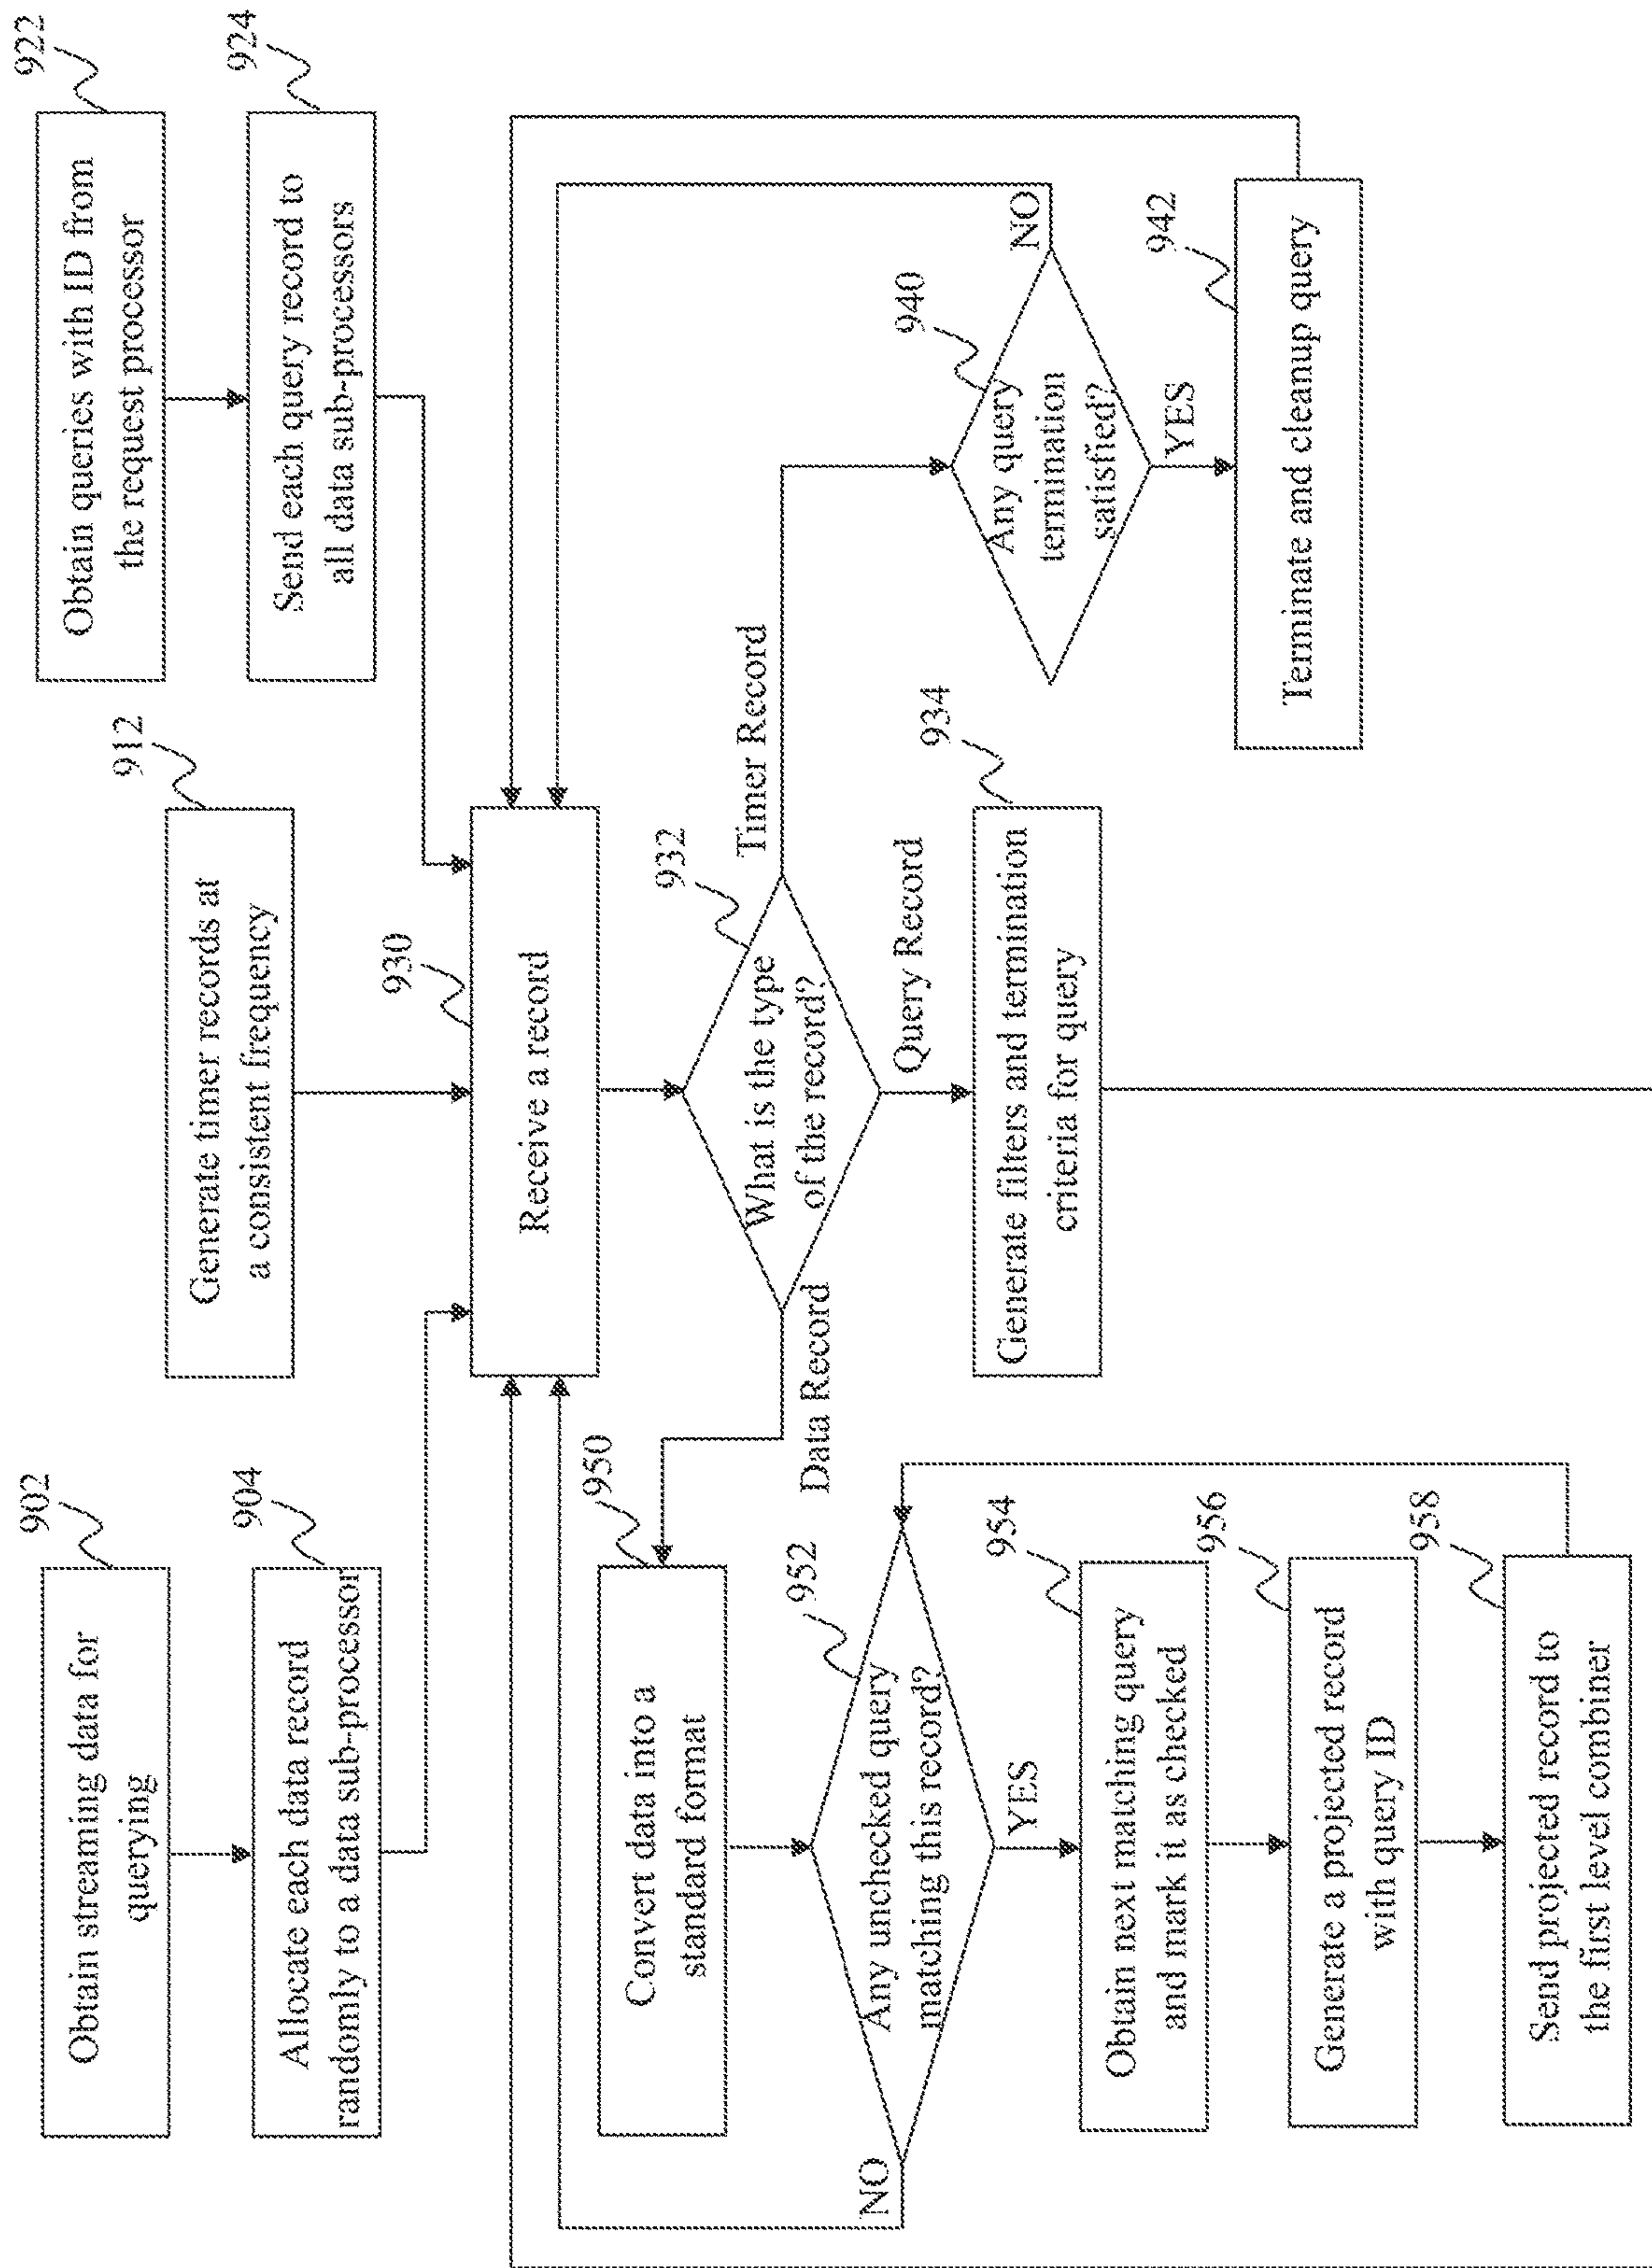 902
Obtain streaming data for
querying
904
Allocate each data record
randomly to a data sub-processor
912
Generate timer records at
a consistent frequency
922
Obtain queries with ID from
the request processor
924
Send each query record to
all data sub-processors
930
Receive a record
932
What is the type
of the record?
Data Record
Timer Record
Query Record
934
Generate filters and termination
criteria for query
940
Any query
termination
satisfied?
NO
YES
942
Terminate and cleanup query
950
Convert data into a
standard format
952
Any unchecked query
matching this record?
NO
YES
954
Obtain next matching query
and mark it as checked
956
Generate a projected record
with query ID
958
Send projected record to
the first level combiner